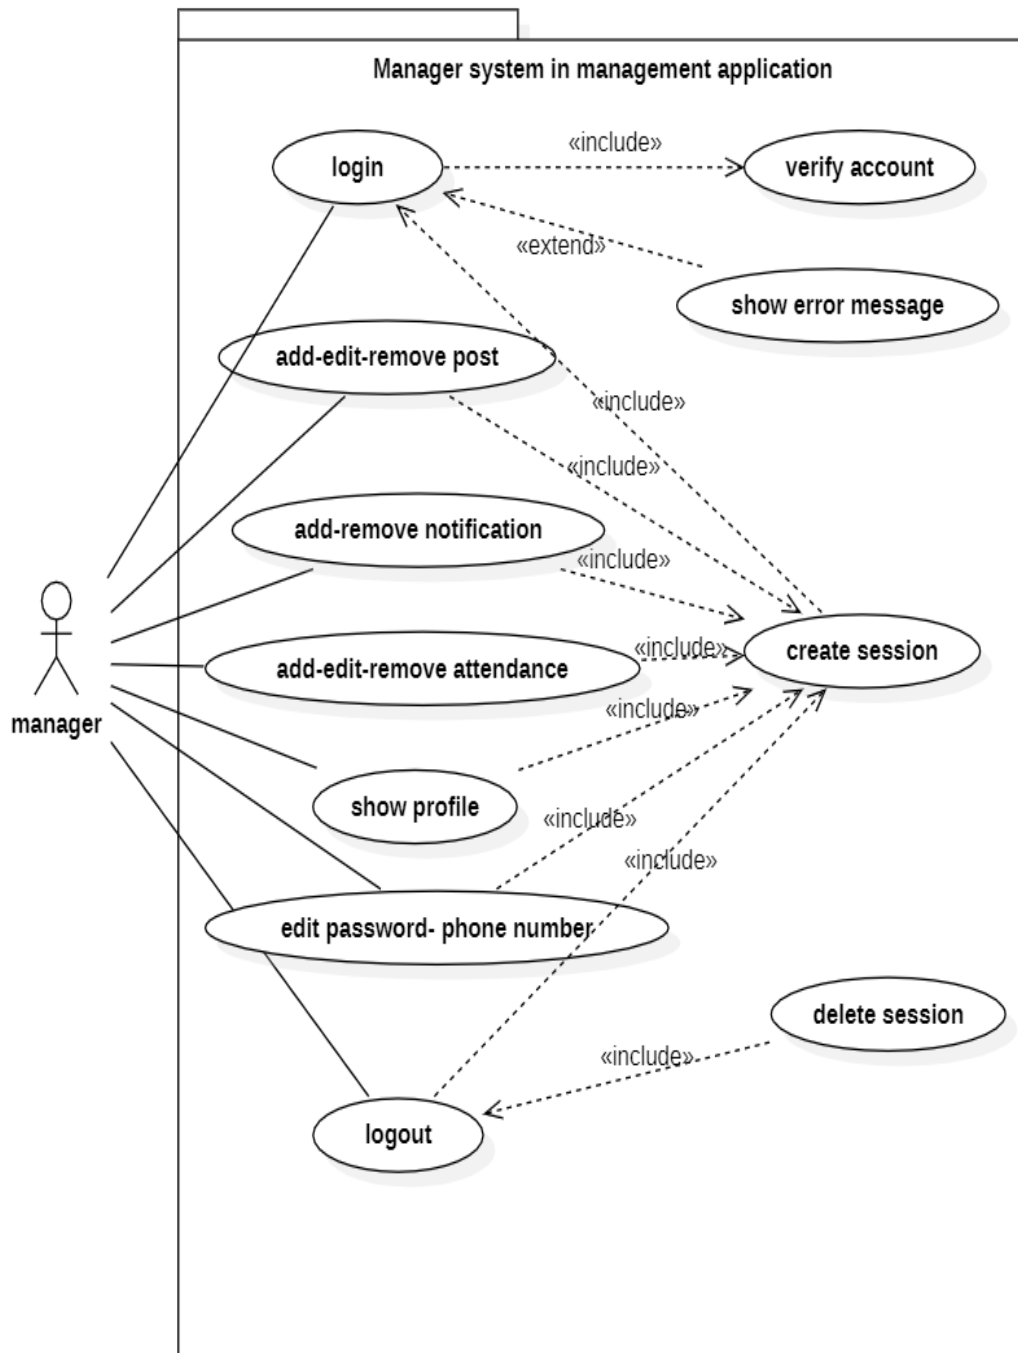 Manager system in management application
«include»
login
verify account
«extend»
show error message
add-edit-remove post
«include»
«include»
add-remove notification
«include»
«include»
create session
add-edit-remove attendance
«include»
manager
show profile
«include»
«include»
edit password- phone number
delete session
«include»
logout